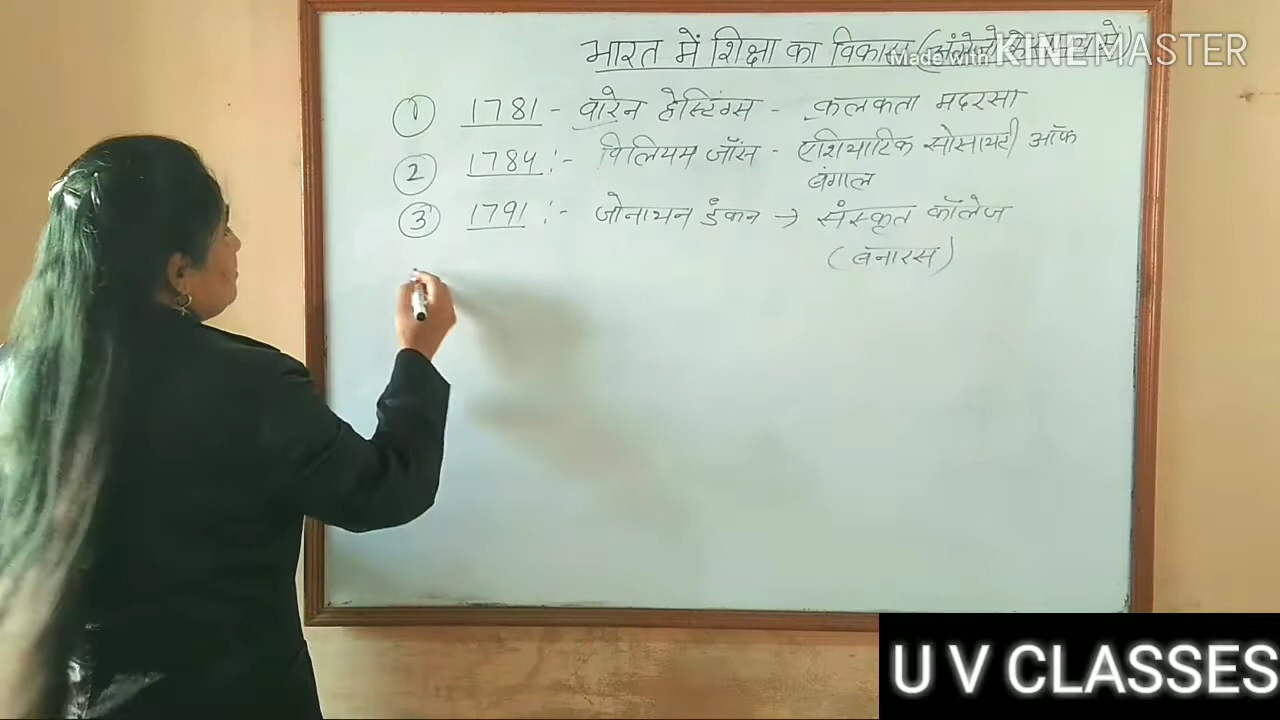 भारत में शिक्षा का विकास (अंग्रेजो के समय में)
Made with KINEMASTER
① 1781 - वारेन हेस्टिंग्स - कलकता मदरसा
② 1784 :- विलियम जॉंस - एशियाटिक सोसायटी ऑफ
बंगाल
③ 1791 :- जोनाथन डंकन → संस्कृत कॉलेज
(बनारस)
U V CLASSES